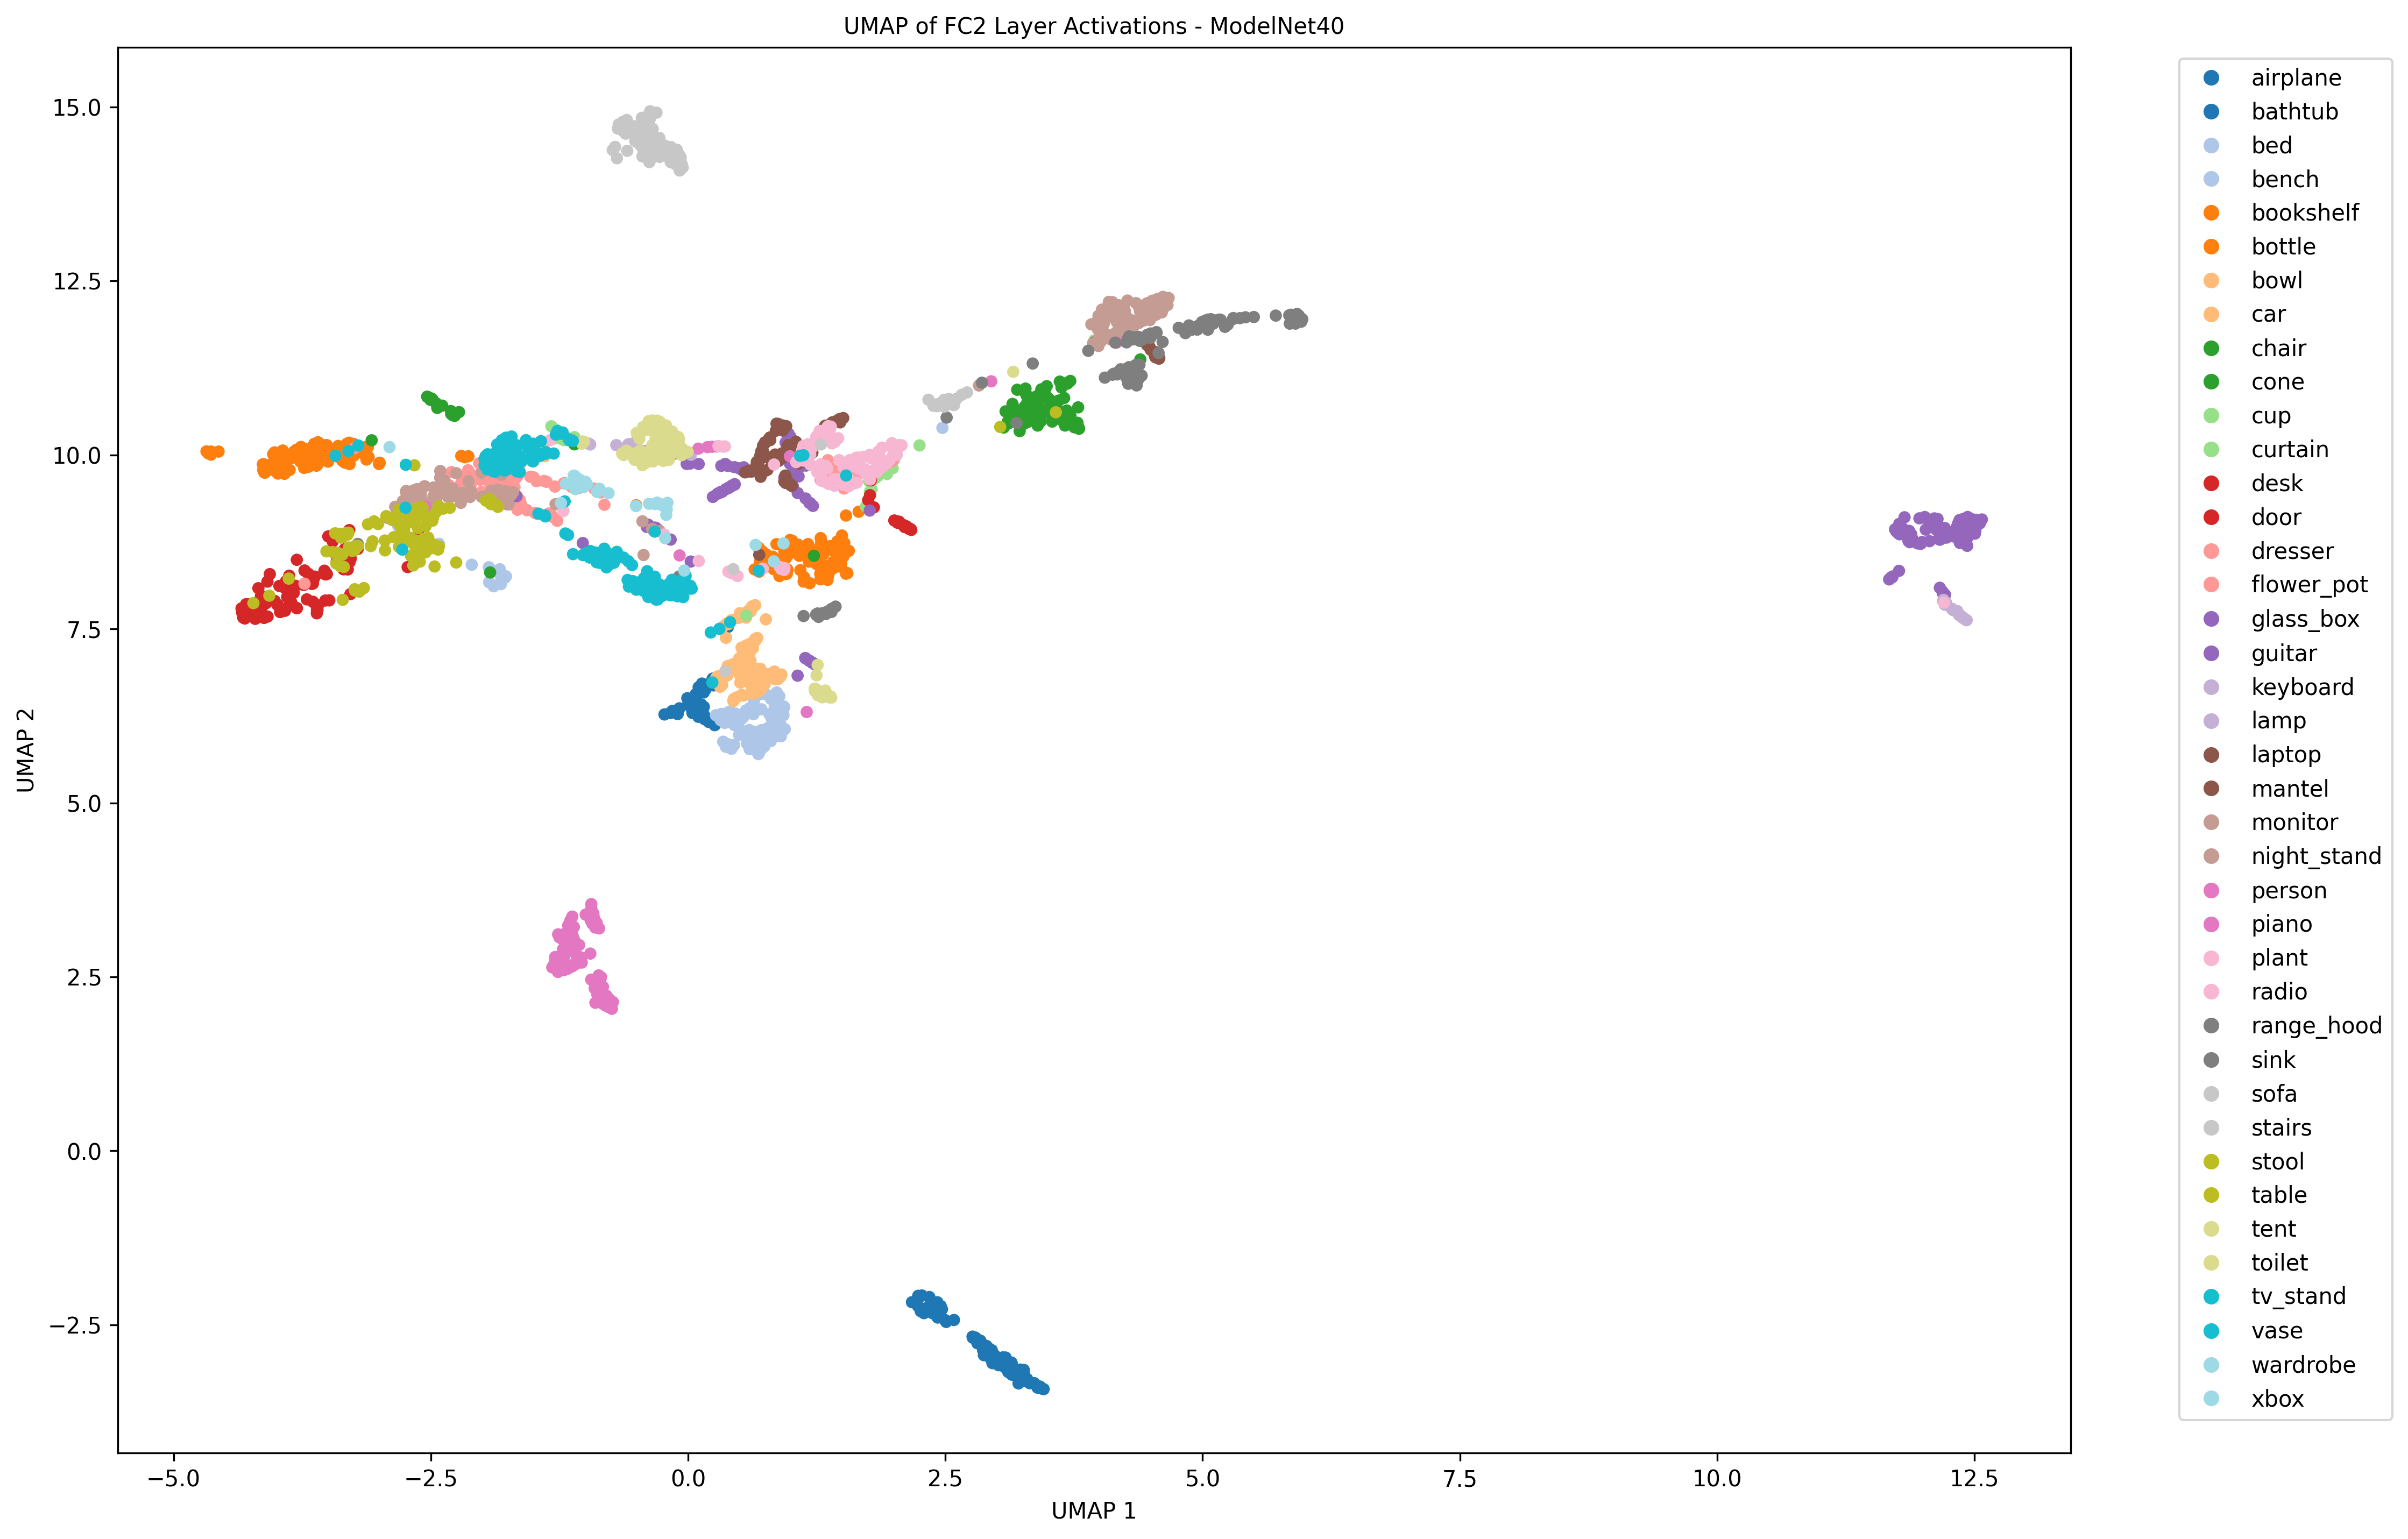 UMAP of FC2 Layer Activations - ModelNet40
15.0
12.5
10.0
7.5
5.0
2.5
0.0
−2.5
UMAP 2
−5.0
−2.5
0.0
2.5
5.0
7.5
10.0
12.5
UMAP 1
airplane
bathtub
bed
bench
bookshelf
bottle
bowl
car
chair
cone
cup
curtain
desk
door
dresser
flower_pot
glass_box
guitar
keyboard
lamp
laptop
mantel
monitor
night_stand
person
piano
plant
radio
range_hood
sink
sofa
stairs
stool
table
tent
toilet
tv_stand
vase
wardrobe
xbox